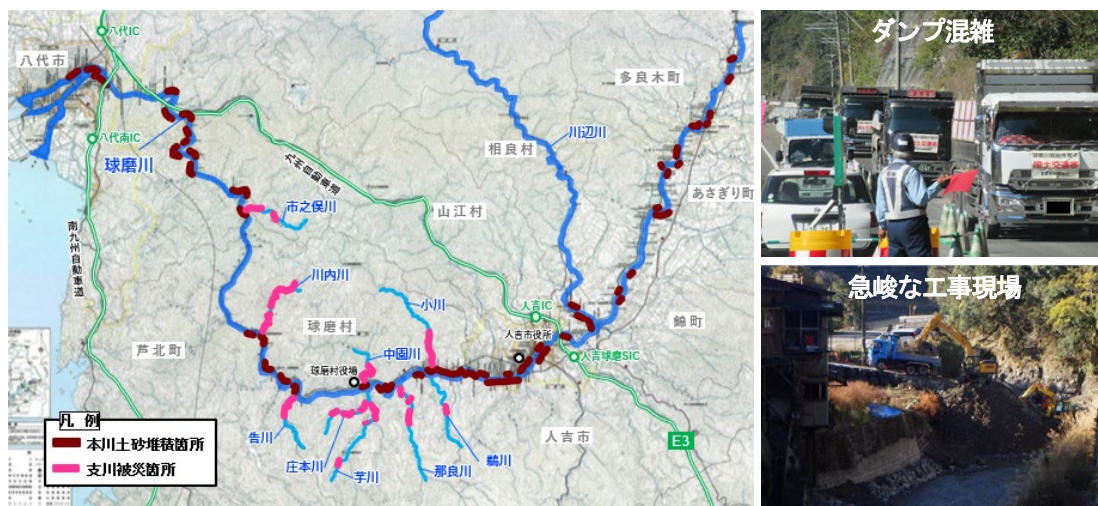 八代IC
八代市
八代南IC
球磨川
九州自動車道
南九州自動車道
多良木町
川辺川
相良村
あさぎり町
市之俣川
山江村
川内川
小川
人吉IC
人吉市役所
錦町
球磨村
芦北町
中園川
球磨村役場
人吉球磨SIC
凡 例
本川土砂堆積箇所
支川被災箇所
告川
庄本川
芋川
那良川
鵜川
人吉市
E3
ダンプ混雑
国土交通省
急峻な工事現場